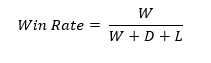 Win Rate = W / (W + D + L)